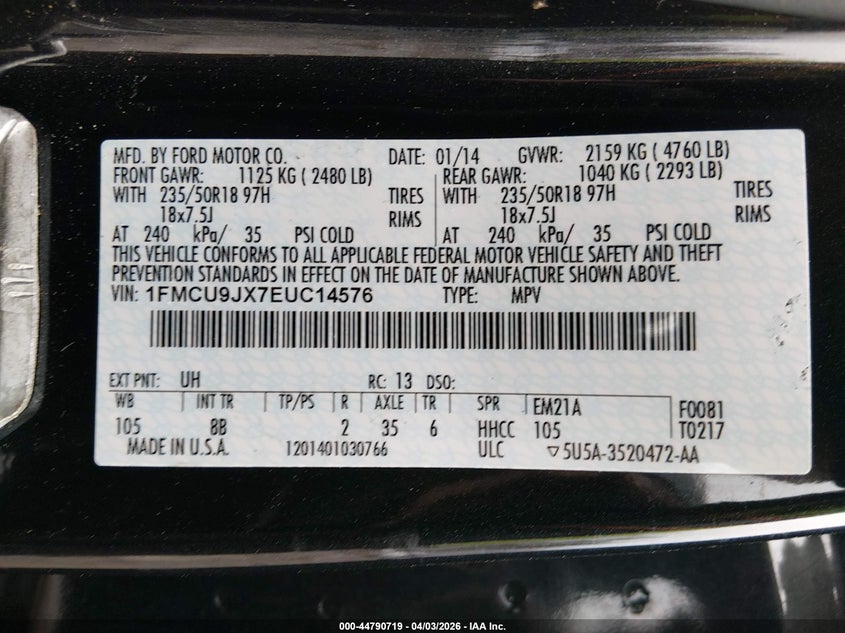 MFD. BY FORD MOTOR CO. DATE: 01/14 GVWR: 2159 KG ( 4760 LB)
FRONT GAWR: 1125 KG ( 2480 LB) REAR GAWR: 1040 KG ( 2293 LB)
WITH 235/50R18 97H TIRES WITH 235/50R18 97H TIRES
18x7.5J RIMS 18x7.5J RIMS
AT 240 kPa/ 35 PSI COLD AT 240 kPa/ 35 PSI COLD
THIS VEHICLE CONFORMS TO ALL APPLICABLE FEDERAL MOTOR VEHICLE SAFETY AND THEFT
PREVENTION STANDARDS IN EFFECT ON THE DATE OF MANUFACTURE SHOWN ABOVE.
VIN: 1FMCU9JX7EUC14576 TYPE: MPV
EXT PNT: UH RC: 13 DSO:
WB INT TR TP/PS R AXLE TR SPR EM21A F0081
105 8B 2 35 6 HHCC 105 T0217
MADE IN U.S.A. 1201401030766 ULC ▽5U5A-3520472-AA
000-44790719 - 04/03/2026 - IAA Inc.